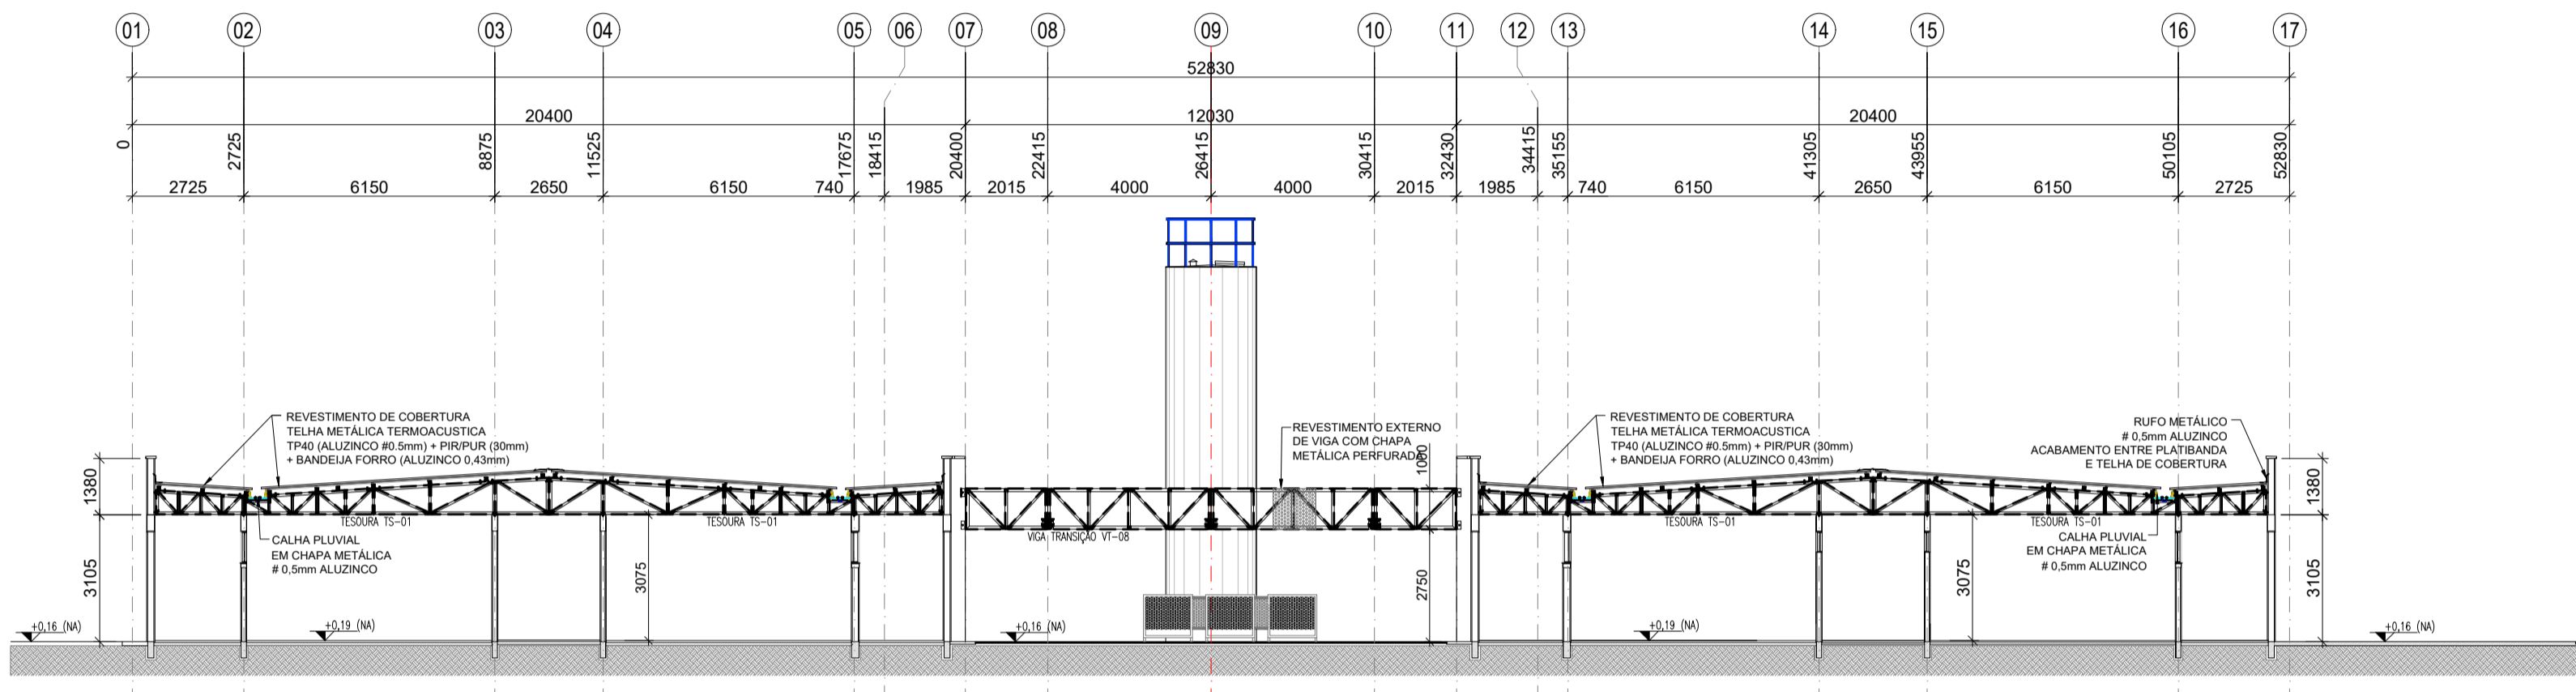 01 02 03 04 05 06 07 08 09 10 11 12 13 14 15 16 17
52830
20400 12030 20400
0 2725 8875 11525 17675 18415 20400 22415 26415 30415 32430 34415 35155 41305 43955 50105 52830
2725 6150 2650 6150 740 1985 2015 4000 4000 2015 1985 740 6150 2650 6150 2725
REVESTIMENTO DE COBERTURA
TELHA METÁLICA TERMOACUSTICA
TP40 (ALUZINCO #0.5mm) + PIR/PUR (30mm)
+ BANDEIJA FORRO (ALUZINCO 0,43mm)
REVESTIMENTO EXTERNO
DE VIGA COM CHAPA
METÁLICA PERFURADA
1000
REVESTIMENTO DE COBERTURA
TELHA METÁLICA TERMOACUSTICA
TP40 (ALUZINCO #0.5mm) + PIR/PUR (30mm)
+ BANDEIJA FORRO (ALUZINCO 0,43mm)
RUFO METÁLICO
# 0,5mm ALUZINCO
ACABAMENTO ENTRE PLATIBANDA
E TELHA DE COBERTURA
1380
1380
TESOURA TS-01
TESOURA TS-01
VIGA TRANSIÇÃO VT-08
TESOURA TS-01
TESOURA TS-01
CALHA PLUVIAL
EM CHAPA METÁLICA
# 0,5mm ALUZINCO
CALHA PLUVIAL
EM CHAPA METÁLICA
# 0,5mm ALUZINCO
3105
3075
2750
3075
3105
+0,16 (NA)
+0,19 (NA)
+0,16 (NA)
+0,19 (NA)
+0,16 (NA)